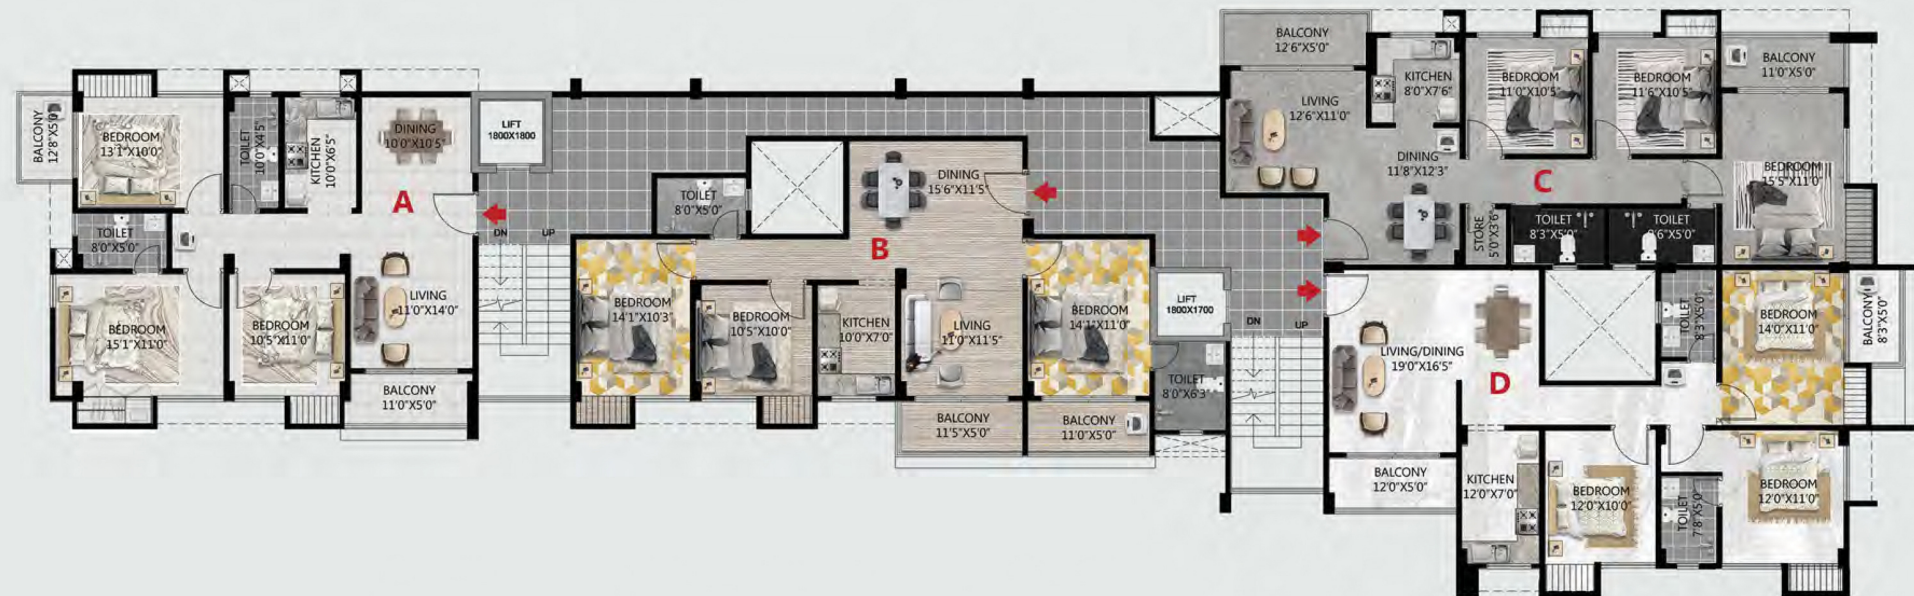 BALCONY
12'8"X5'0"
BEDROOM
13'1"X10'0"
TOILET
10'0"X4'5"
KITCHEN
10'0"X6'5"
DINING
10'0"X10'5"
A
TOILET
8'0"X5'0"
BEDROOM
15'1"X11'0"
BEDROOM
10'5"X11'0"
LIVING
11'0"X14'0"
BALCONY
11'0"X5'0"
LIFT
1800X1800
DN
UP
TOILET
8'0"X5'0"
DINING
15'6"X11'5"
B
BEDROOM
14'1"X10'3"
BEDROOM
10'5"X10'0"
KITCHEN
10'0"X7'0"
LIVING
11'0"X11'5"
BEDROOM
14'1"X11'0"
BALCONY
11'5"X5'0"
BALCONY
11'0"X5'0"
TOILET
8'0"X6'3"
LIFT
1800X1700
DN
UP
BALCONY
12'6"X5'0"
LIVING
12'6"X11'0"
KITCHEN
8'0"X7'6"
BEDROOM
11'0"X10'5"
BEDROOM
11'6"X10'5"
BALCONY
11'0"X5'0"
DINING
11'8"X12'3"
C
BEDROOM
15'5"X11'0"
STORE
5'0"X3'6"
TOILET
8'3"X5'0"
TOILET
LIVING/DINING
19'0"X16'5"
D
TOILET
8'3"X5'0"
BEDROOM
14'0"X11'0"
BALCONY
8'3"X5'0"
BALCONY
12'0"X5'0"
KITCHEN
12'0"X7'0"
BEDROOM
12'0"X10'0"
TOILET
7'8"X5'0"
BEDROOM
12'0"X11'0"